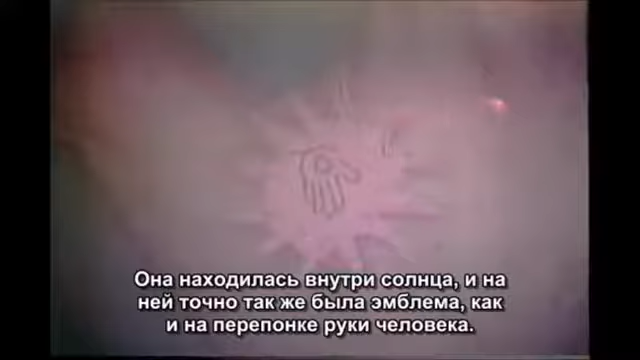 Она находилась внутри солнца, и на
ней точно так же была эмблема, как
и на перепонке руки человека.